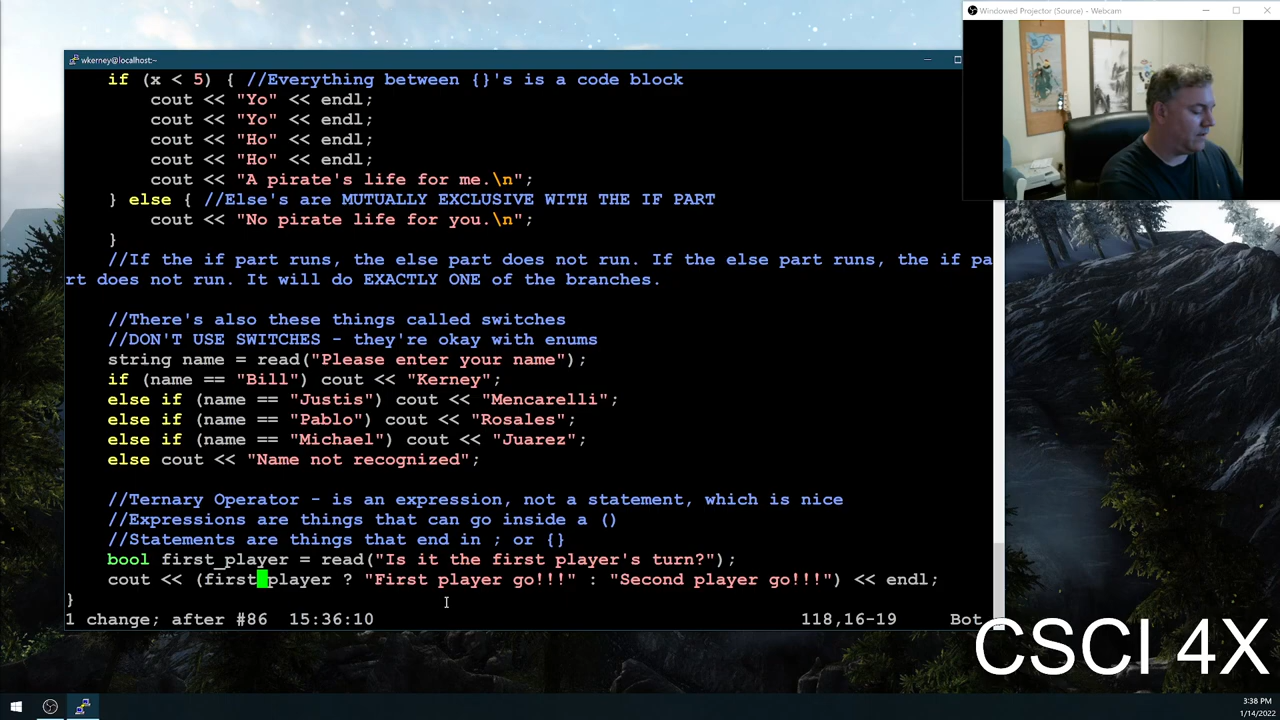 Windowed Projector (Source) - Webcam
wkerney@localhost:~
if (x < 5) { //Everything between {}'s is a code block
cout << "Yo" << endl;
cout << "Yo" << endl;
cout << "Ho" << endl;
cout << "Ho" << endl;
cout << "A pirate's life for me.\n";
} else { //Else's are MUTUALLY EXCLUSIVE WITH THE IF PART
cout << "No pirate life for you.\n";
}
//If the if part runs, the else part does not run. If the else part runs, the if pa
rt does not run. It will do EXACTLY ONE of the branches.
//There's also these things called switches
//DON'T USE SWITCHES - they're okay with enums
string name = read("Please enter your name");
if (name == "Bill") cout << "Kerney";
else if (name == "Justis") cout << "Mencarelli";
else if (name == "Pablo") cout << "Rosales";
else if (name == "Michael") cout << "Juarez";
else cout << "Name not recognized";
//Ternary Operator - is an expression, not a statement, which is nice
//Expressions are things that can go inside a ()
//Statements are things that end in ; or {}
bool first_player = read("Is it the first player's turn?");
cout << (first_player ? "First player go!!!" : "Second player go!!!") << endl;
}
1 change; after #86 15:36:10 118,16-19 Bot
CSCI 4X
3:38 PM
1/14/2022